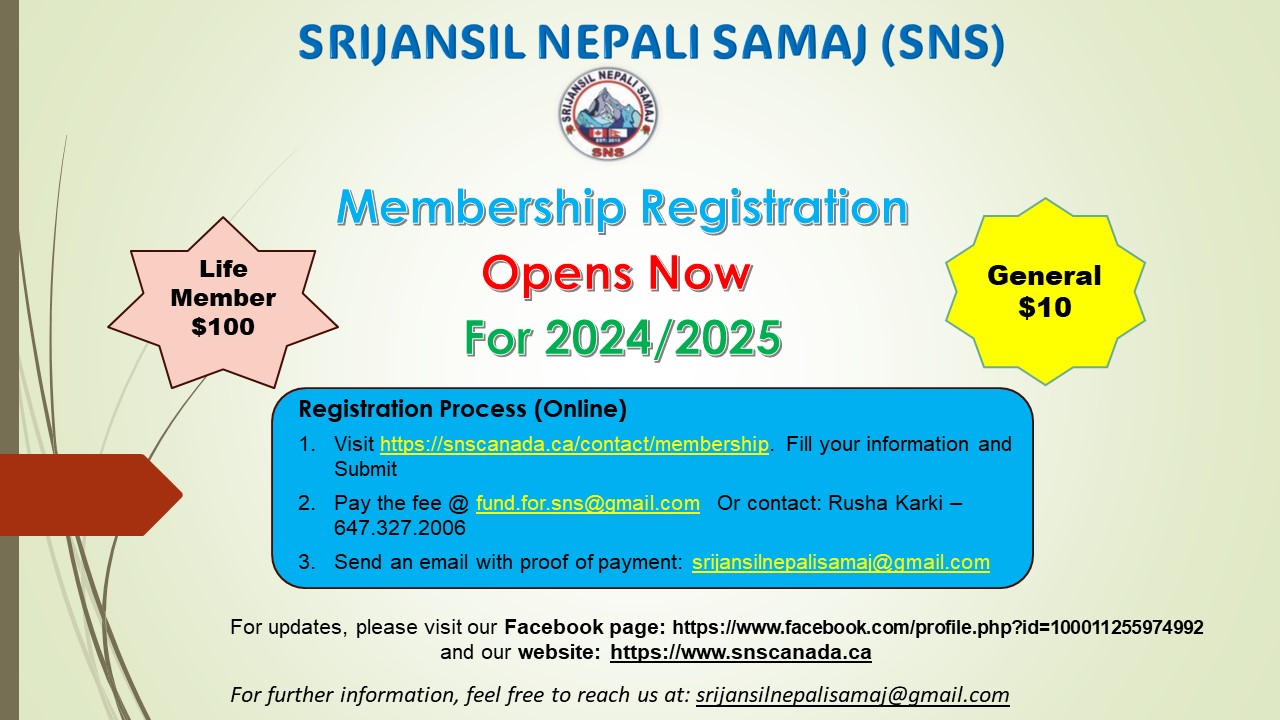 SRIJANSIL NEPALI SAMAJ (SNS)
SRIJANSIL NEPALI SAMAJ
EST: 2010
SNS
Membership Registration
Opens Now
For 2024/2025
Life
Member
$100
General
$10
Registration Process (Online)
1. Visit https://snscanada.ca/contact/membership. Fill your information and
Submit
2. Pay the fee @ fund.for.sns@gmail.com Or contact: Rusha Karki –
647.327.2006
3. Send an email with proof of payment: srijansilnepalisamaj@gmail.com
For updates, please visit our Facebook page: https://www.facebook.com/profile.php?id=100011255974992
and our website: https://www.snscanada.ca
For further information, feel free to reach us at: srijansilnepalisamaj@gmail.com